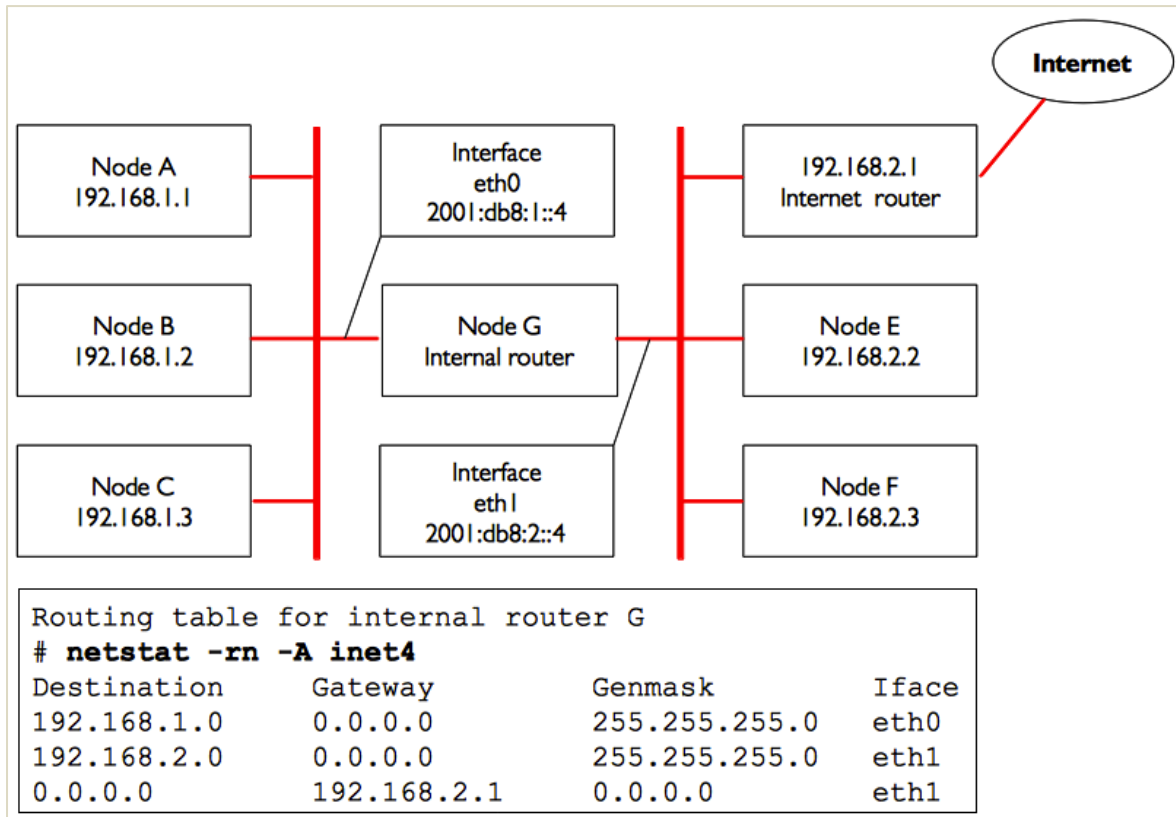 Internet
Node A
192.168.1.1
Interface
eth0
2001:db8:1::4
192.168.2.1
Internet router
Node B
192.168.1.2
Node G
Internal router
Node E
192.168.2.2
Node C
192.168.1.3
Interface
eth1
2001:db8:2::4
Node F
192.168.2.3
Routing table for internal router G
# netstat -rn -A inet4
Destination Gateway Genmask Iface
192.168.1.0 0.0.0.0 255.255.255.0 eth0
192.168.2.0 0.0.0.0 255.255.255.0 eth1
0.0.0.0 192.168.2.1 0.0.0.0 eth1